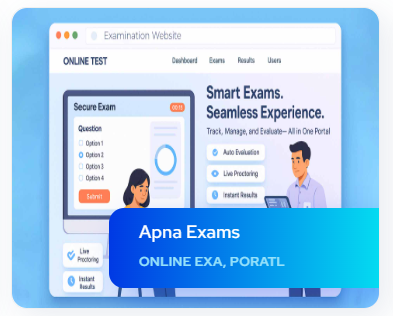 Examination Website
ONLINE TEST
Dashboard Exams Results Users
Secure Exam
Question
Option 1
Option 2
Option 3
Option 4
Submit
Smart Exams.
Seamless Experience.
Track, Manage, and Evaluate— All in One Portal
Auto Evaluation
Live Proctoring
Instant Results
Live
Proctoring
Instant
Results
Apna Exams
ONLINE EXA, PORATL